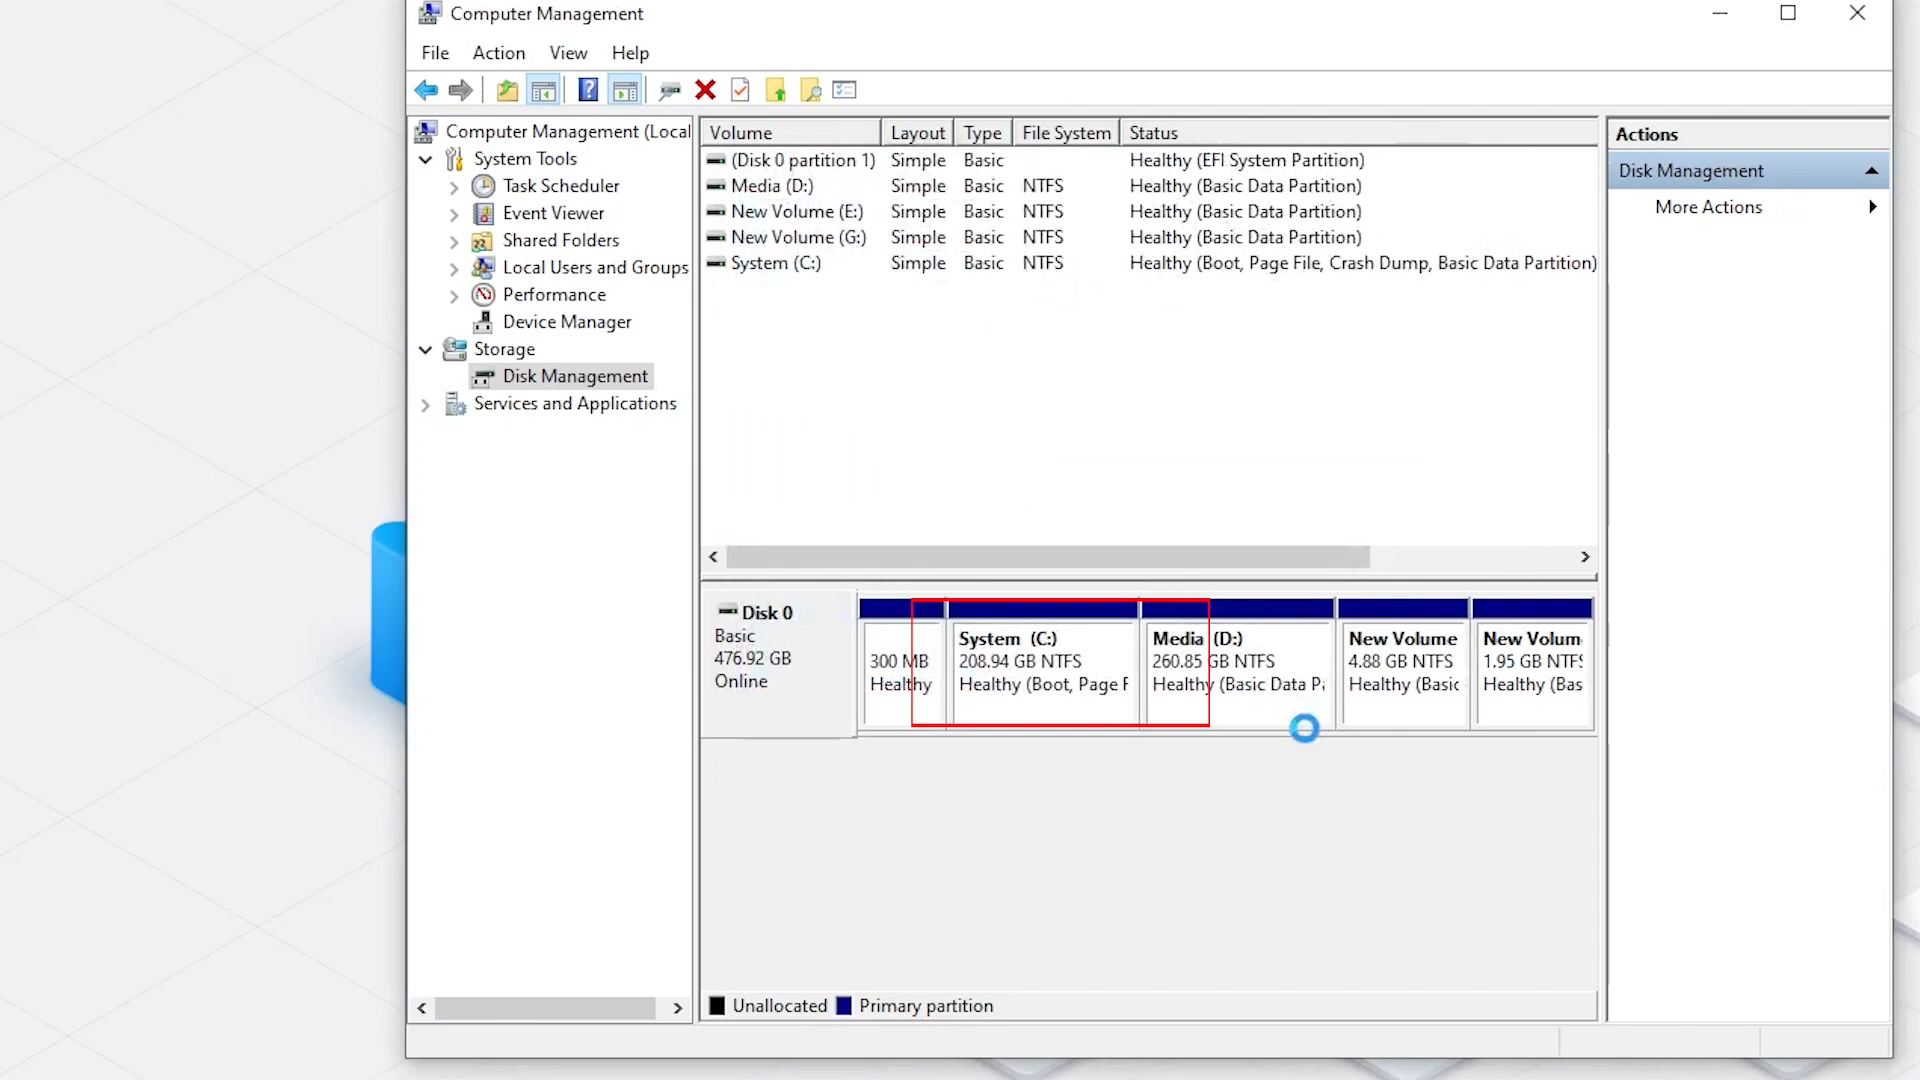 Computer Management
File Action View Help
Computer Management (Local
System Tools
Task Scheduler
Event Viewer
Shared Folders
Local Users and Groups
Performance
Device Manager
Storage
Disk Management
Services and Applications
Volume Layout Type File System Status
(Disk 0 partition 1) Simple Basic Healthy (EFI System Partition)
Media (D:) Simple Basic NTFS Healthy (Basic Data Partition)
New Volume (E:) Simple Basic NTFS Healthy (Basic Data Partition)
New Volume (G:) Simple Basic NTFS Healthy (Basic Data Partition)
System (C:) Simple Basic NTFS Healthy (Boot, Page File, Crash Dump, Basic Data Partition)
Disk 0
Basic
476.92 GB
Online
300 MB
Healthy
System (C:)
208.94 GB NTFS
Healthy (Boot, Page F
Media (D:)
260.85 GB NTFS
Healthy (Basic Data Pa
New Volume
4.88 GB NTFS
Healthy (Basic
New Volum
1.95 GB NTFS
Healthy (Bas
Unallocated Primary partition
Actions
Disk Management
More Actions